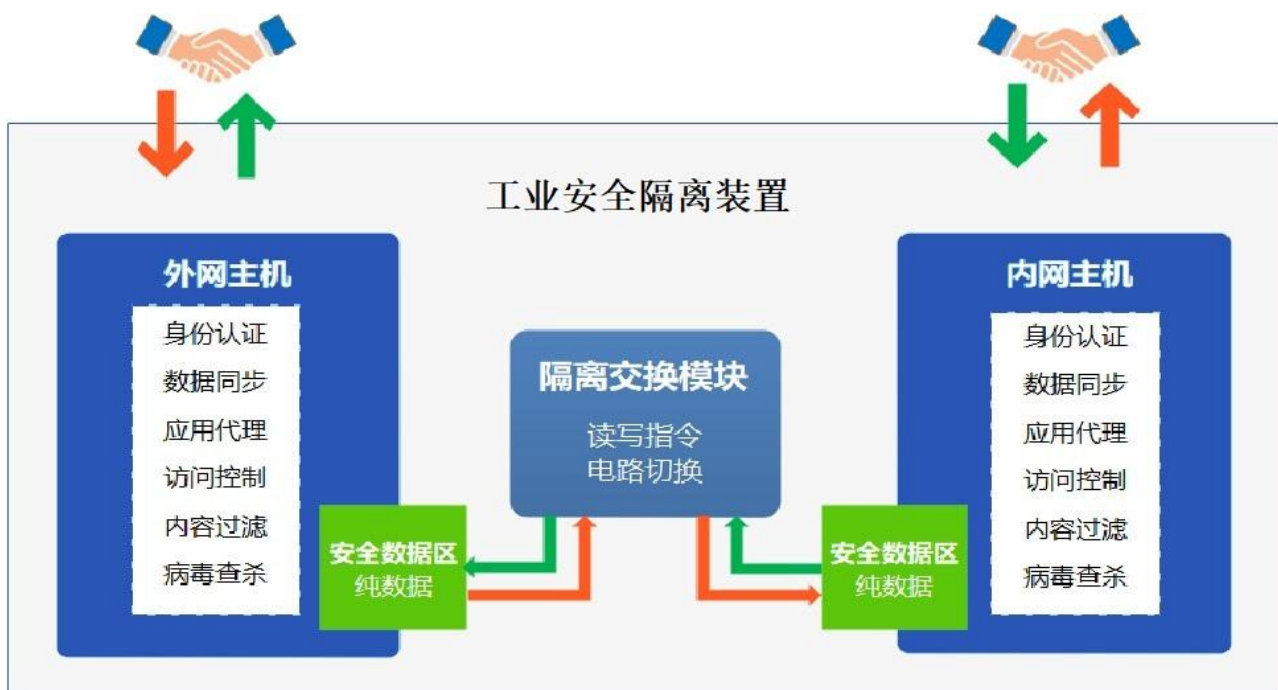 工业安全隔离装置
外网主机
身份认证
数据同步
应用代理
访问控制
内容过滤
病毒查杀
安全数据区
纯数据
隔离交换模块
读写指令
电路切换
内网主机
身份认证
数据同步
应用代理
访问控制
内容过滤
病毒查杀
安全数据区
纯数据